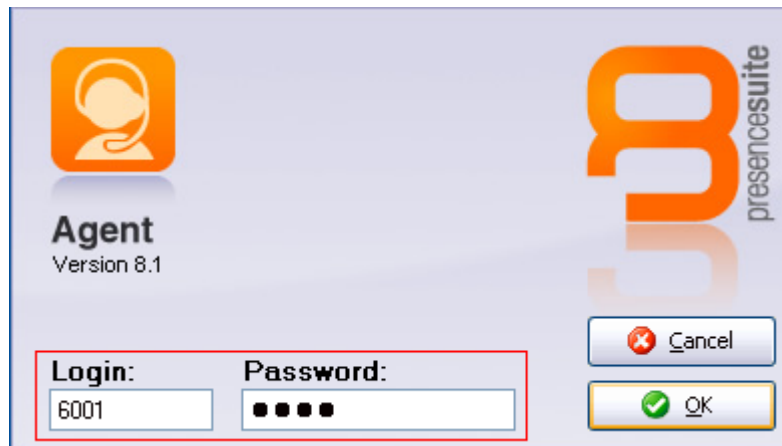 presencesuite
Agent
Version 8.1
Cancel
Login:
Password:
6001
●●●●
OK